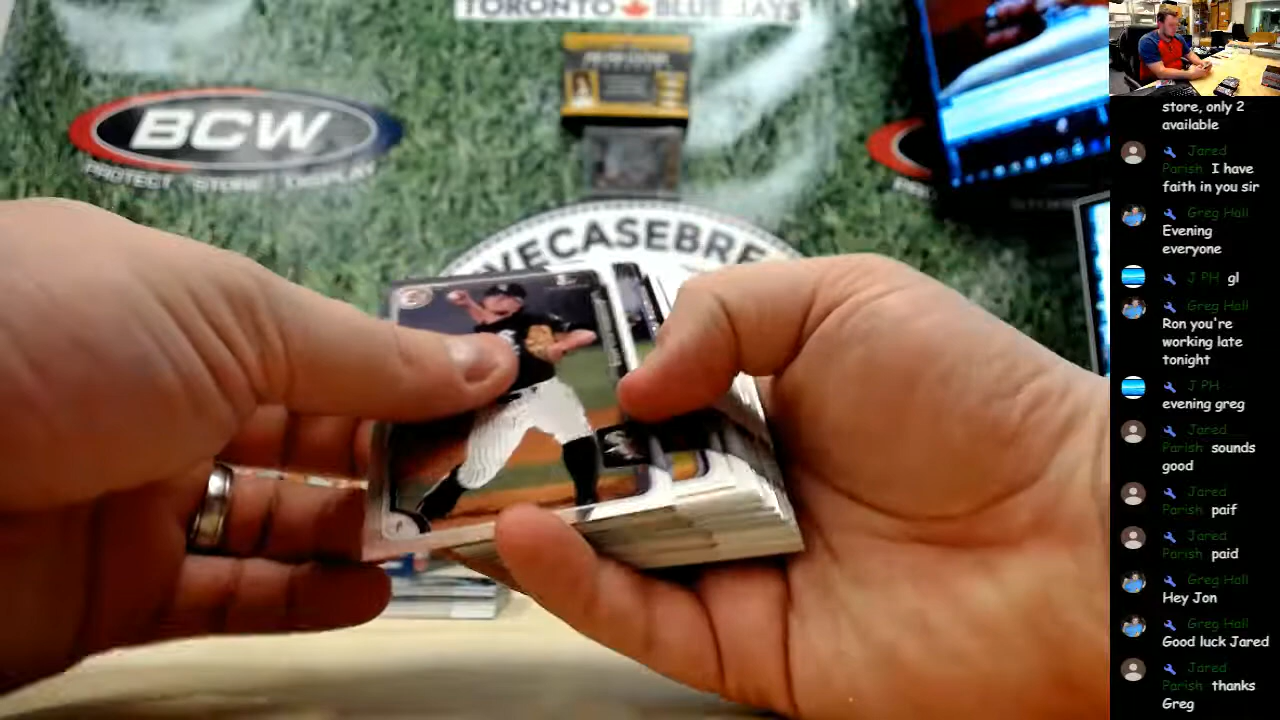 TORONTO BLUE JAYS
BCW
PROTECT STORE DISPLAY
VECASEBRE
store, only 2
available
Jared
Parish I have
faith in you sir
Greg Hall
Evening
everyone
J PH gl
Greg Hall
Ron you're
working late
tonight
J PH
evening greg
Jared
Parish sounds
good
Jared
Parish paif
Jared
Parish paid
Greg Hall
Hey Jon
Greg Hall
Good luck Jared
Jared
Parish thanks
Greg